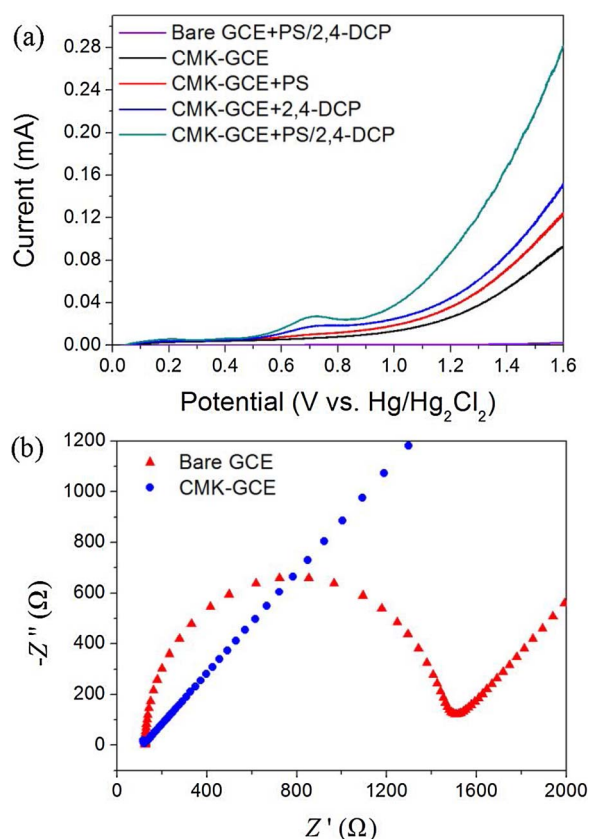 (a)
Bare GCE+PS/2,4-DCP
CMK-GCE
CMK-GCE+PS
CMK-GCE+2,4-DCP
CMK-GCE+PS/2,4-DCP
0.28
0.24
0.20
0.16
0.12
0.08
0.04
0.00
Current (mA)
0.0 0.2 0.4 0.6 0.8 1.0 1.2 1.4 1.6
Potential (V vs. Hg/Hg₂Cl₂)
(b)
Bare GCE
CMK-GCE
1200
1000
800
600
400
200
0
-Z'' (Ω)
0 400 800 1200 1600 2000
Z' (Ω)